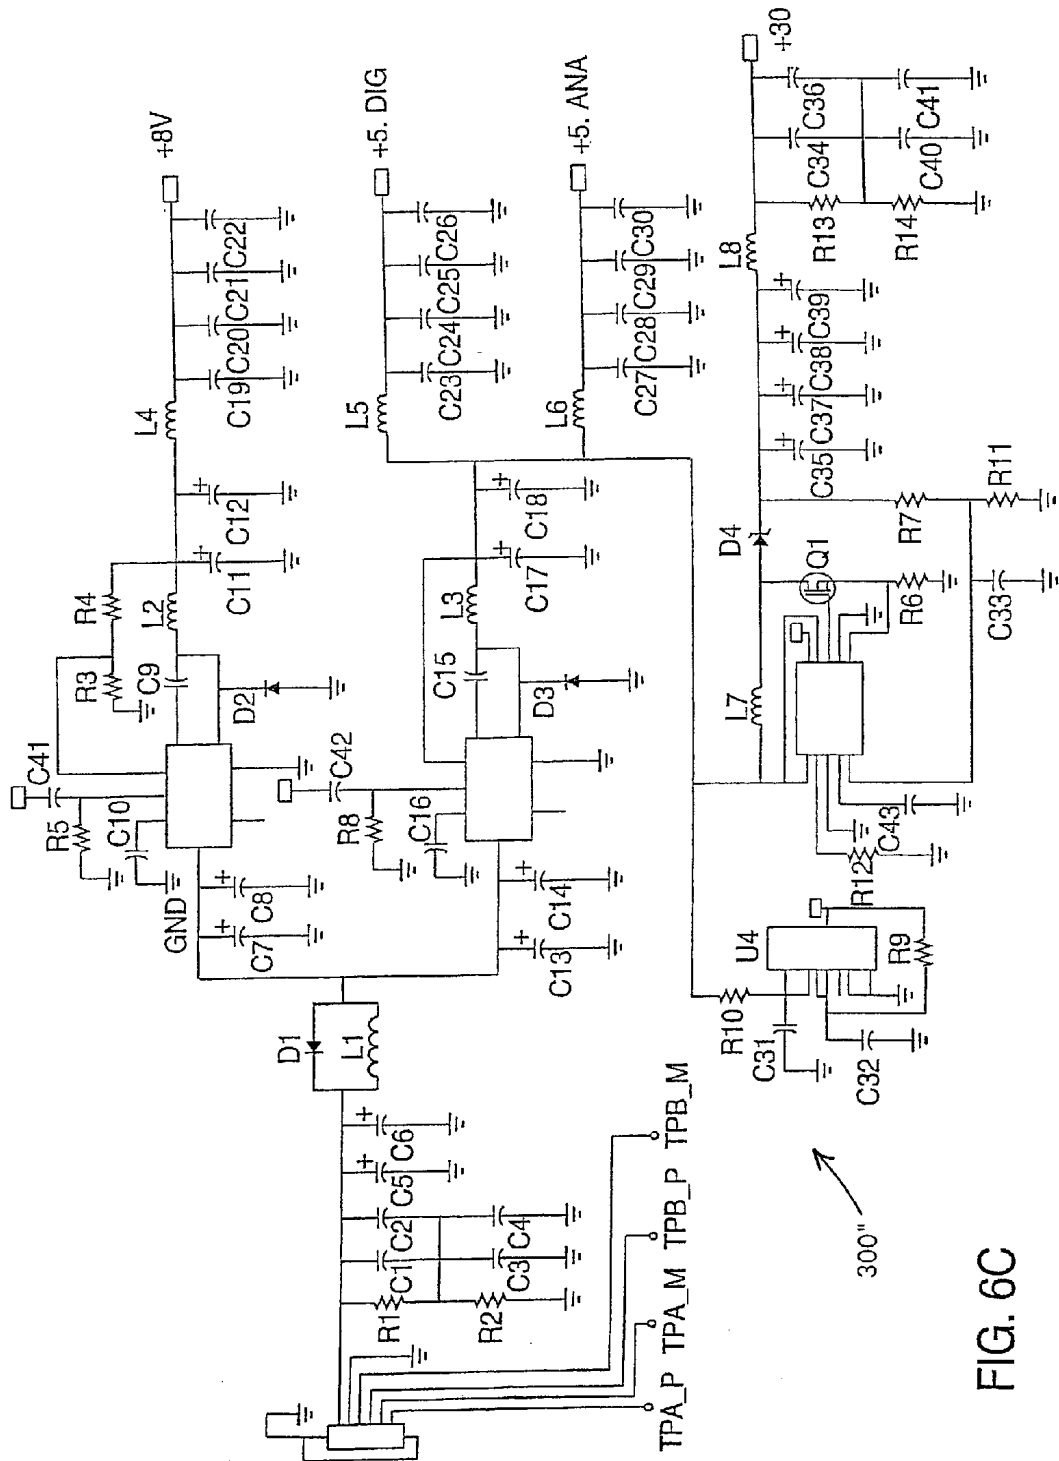 +8V
L4
C19
C20
C21
C22
C12
C11
R4
R3
L2
C9
D2
C41
R5
C10
GND
C8
C7
+5. DIG
L5
C23
C24
C25
C26
+5. ANA
L6
C27
C28
C29
C30
C18
C17
L3
C15
D3
C42
R8
C16
C14
C13
D1
L1
C6
C5
C2
C1
C4
C3
R1
R2
TPA_P
TPA_M
TPB_P
TPB_M
+30
C36
C34
C41
C40
R13
R14
L8
C39
C38
C37
C35
D4
R7
R11
Q1
R6
C33
L7
C43
R12
U4
R9
R10
C31
C32
300"
FIG. 6C
+
+
+
+
+
+
+
+
+
+
+
+
+
+